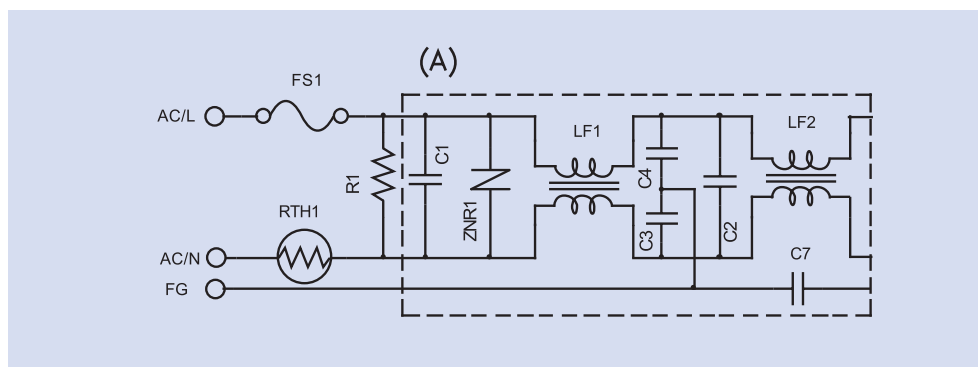 (A)
FS1
AC/L
R1
C1
ZNR1
LF1
C4
C3
C2
LF2
RTH1
AC/N
FG
C7